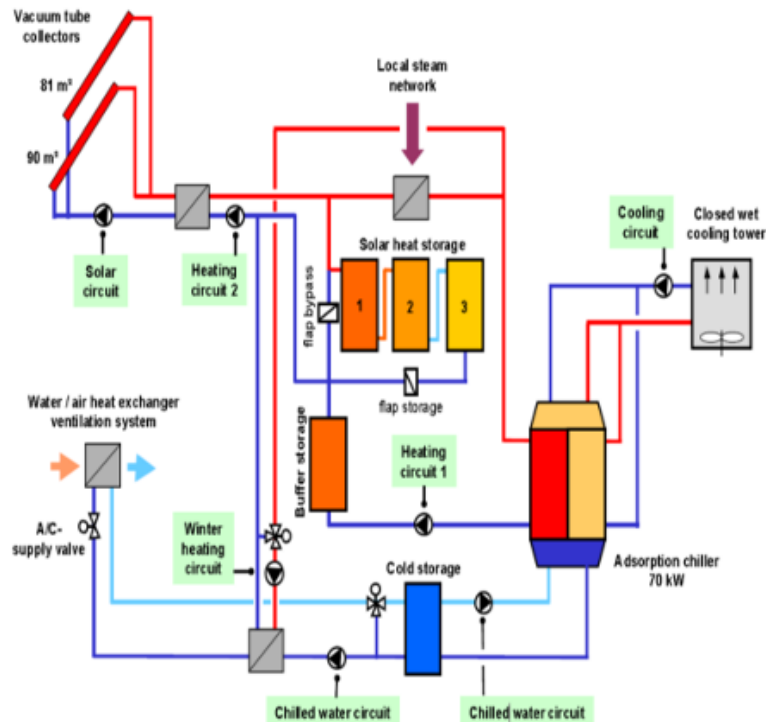 Vacuum tube
collectors
81 m²
90 m²
Local steam
network
Solar
circuit
Heating
circuit 2
flap bypass
Solar heat storage
1
2
3
flap storage
Cooling
circuit
Closed wet
cooling tower
Water / air heat exchanger
ventilation system
A/C-
supply valve
Winter
heating
circuit
Buffer storage
Heating
circuit 1
Cold storage
Adsorption chiller
70 kW
Chilled water circuit
Chilled water circuit